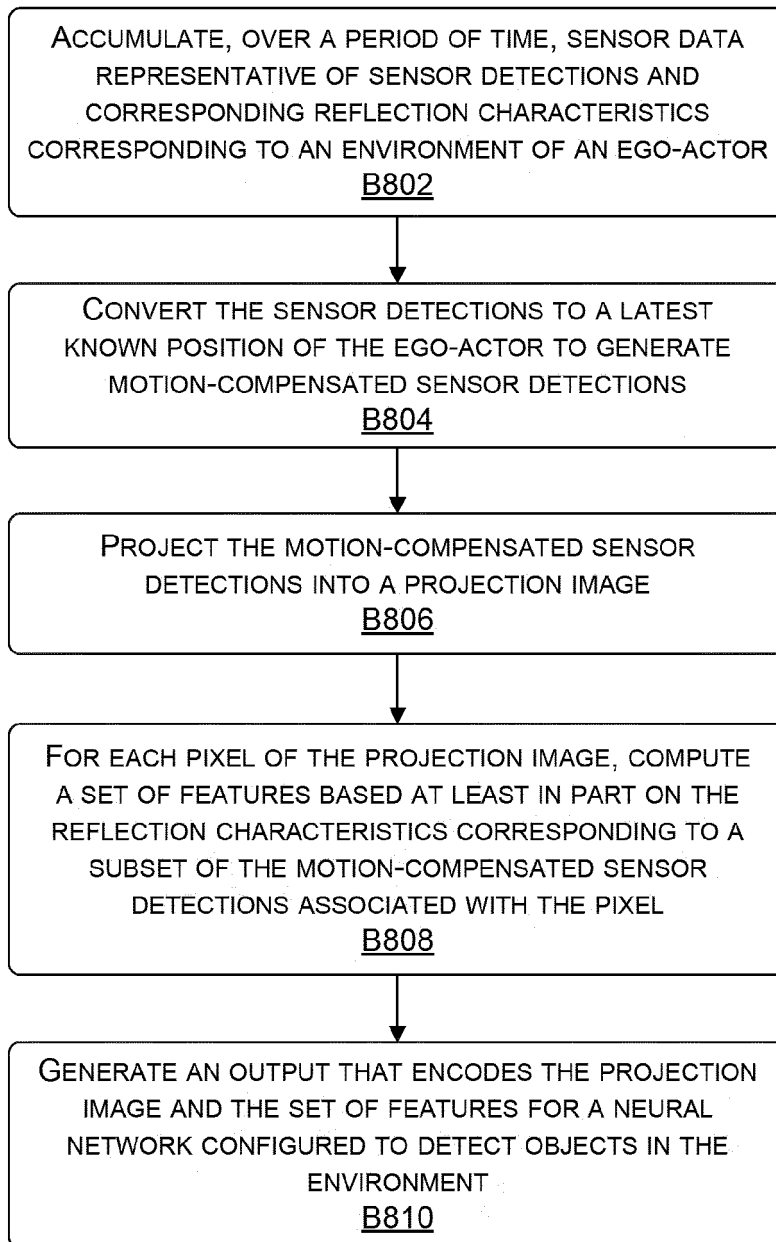 ACCUMULATE, OVER A PERIOD OF TIME, SENSOR DATA
REPRESENTATIVE OF SENSOR DETECTIONS AND
CORRESPONDING REFLECTION CHARACTERISTICS
CORRESPONDING TO AN ENVIRONMENT OF AN EGO-ACTOR
B802
CONVERT THE SENSOR DETECTIONS TO A LATEST
KNOWN POSITION OF THE EGO-ACTOR TO GENERATE
MOTION-COMPENSATED SENSOR DETECTIONS
B804
PROJECT THE MOTION-COMPENSATED SENSOR
DETECTIONS INTO A PROJECTION IMAGE
B806
FOR EACH PIXEL OF THE PROJECTION IMAGE, COMPUTE
A SET OF FEATURES BASED AT LEAST IN PART ON THE
REFLECTION CHARACTERISTICS CORRESPONDING TO A
SUBSET OF THE MOTION-COMPENSATED SENSOR
DETECTIONS ASSOCIATED WITH THE PIXEL
B808
GENERATE AN OUTPUT THAT ENCODES THE PROJECTION
IMAGE AND THE SET OF FEATURES FOR A NEURAL
NETWORK CONFIGURED TO DETECT OBJECTS IN THE
ENVIRONMENT
B810